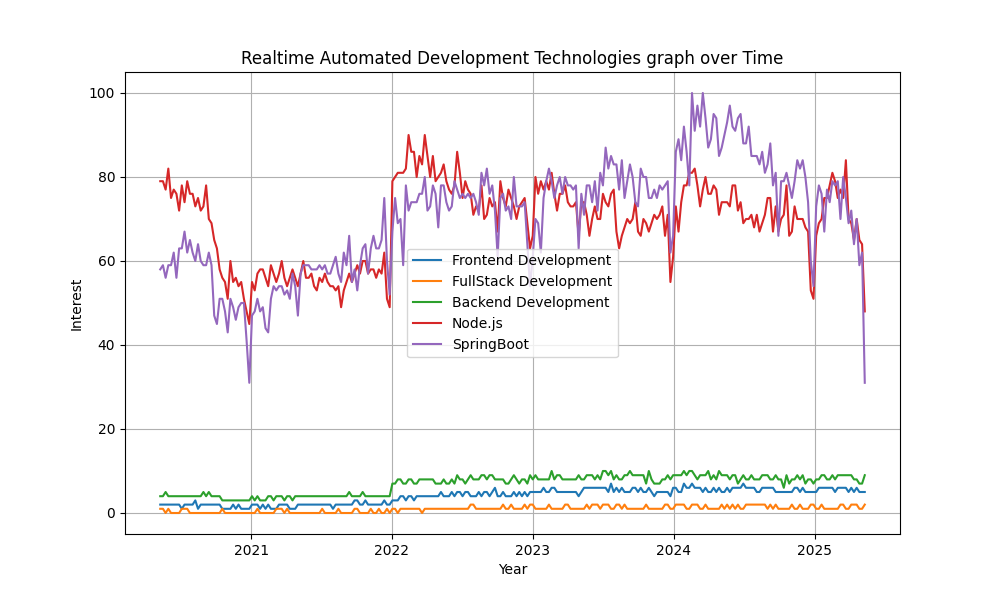 Realtime Automated Development Technologies graph over Time
100
80
60
40
20
0
Interest
Frontend Development
FullStack Development
Backend Development
Node.js
SpringBoot
2021
2022
2023
2024
2025
Year